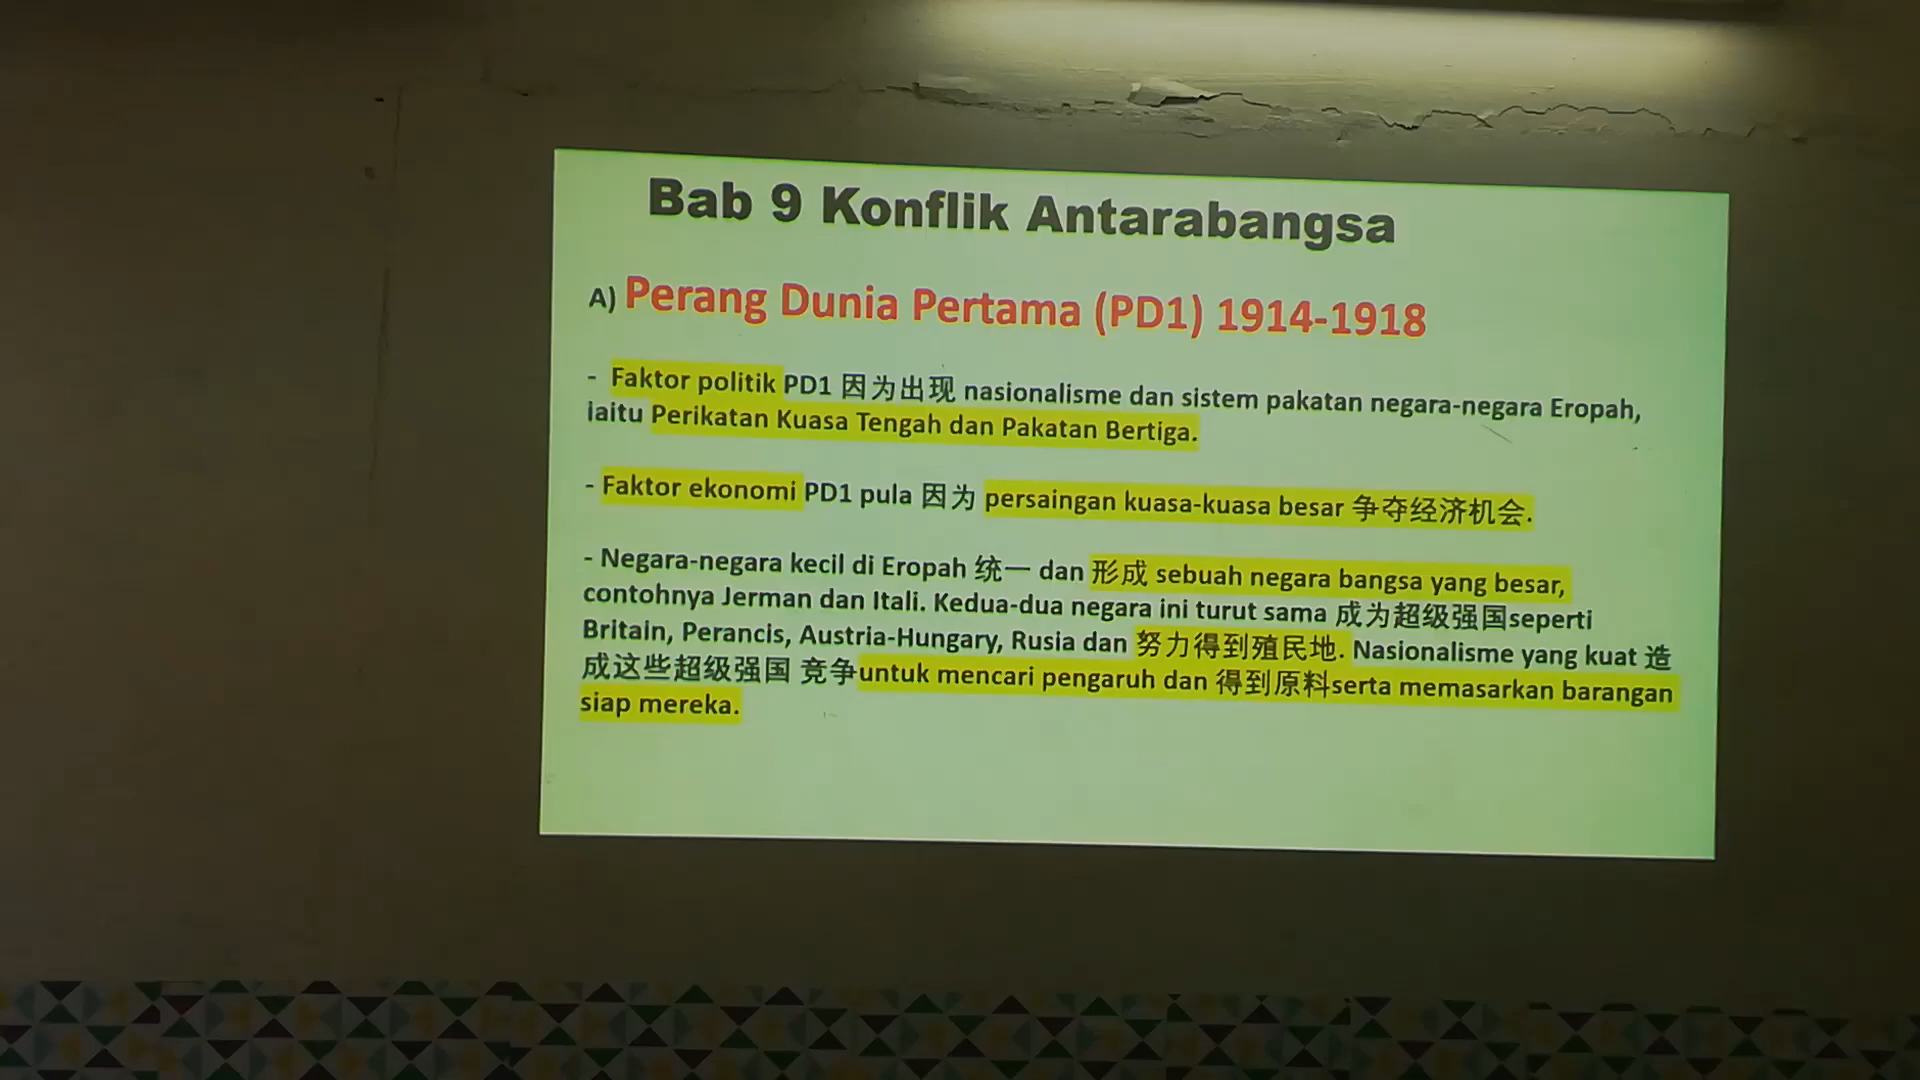 Bab 9 Konflik Antarabangsa
A) Perang Dunia Pertama (PD1) 1914-1918
- Faktor politik PD1 因为出现 nasionalisme dan sistem pakatan negara-negara Eropah,
iaitu Perikatan Kuasa Tengah dan Pakatan Bertiga.
- Faktor ekonomi PD1 pula 因为 persaingan kuasa-kuasa besar 争夺经济机会.
- Negara-negara kecil di Eropah 统一 dan 形成 sebuah negara bangsa yang besar,
contohnya Jerman dan Itali. Kedua-dua negara ini turut sama 成为超级强国seperti
Britain, Perancis, Austria-Hungary, Rusia dan 努力得到殖民地. Nasionalisme yang kuat 造
成这些超级强国 竞争untuk mencari pengaruh dan 得到原料serta memasarkan barangan
siap mereka.